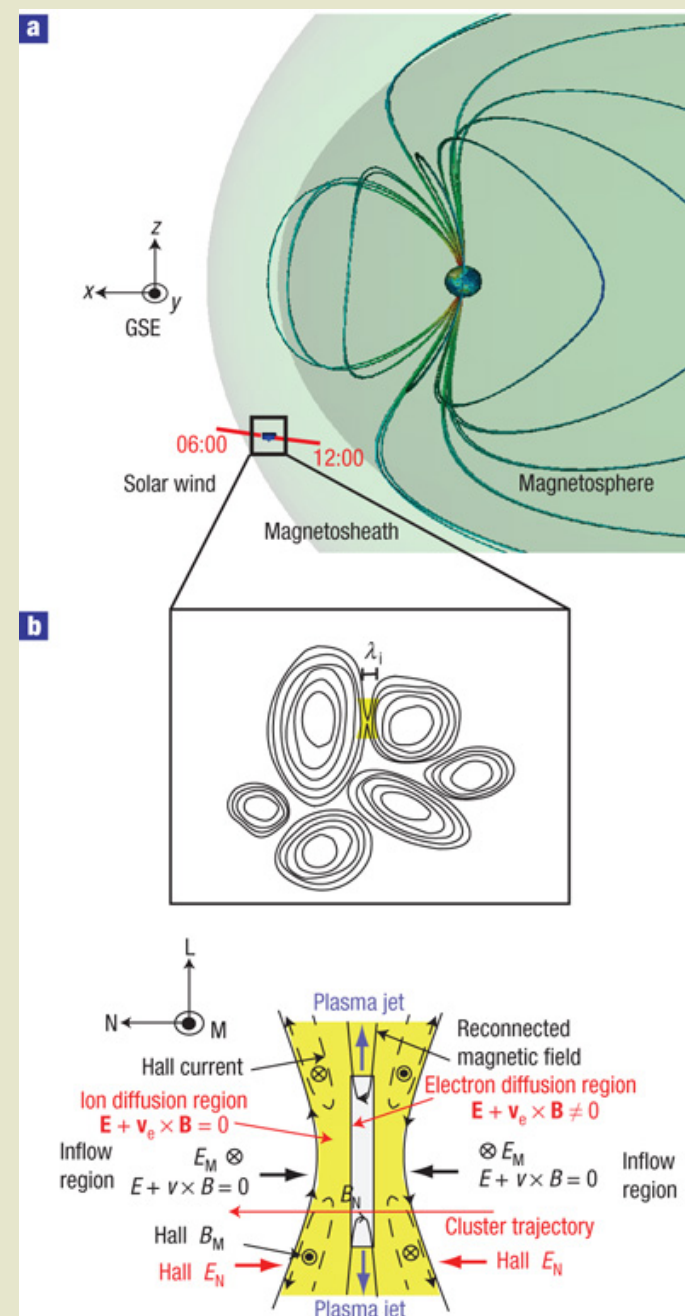 a
z
x
y
GSE
06:00
12:00
Solar wind
Magnetosphere
Magnetosheath
b
λi
L
N
M
Plasma jet
Hall current
Reconnected
magnetic field
Ion diffusion region
E + ve × B = 0
Electron diffusion region
E + ve × B ≠ 0
Inflow
region
EM ⊗
E + v × B = 0
⊗ EM
E + v × B = 0
Inflow
region
BN
Cluster trajectory
Hall BM
Hall EN
Hall EN
Plasma jet